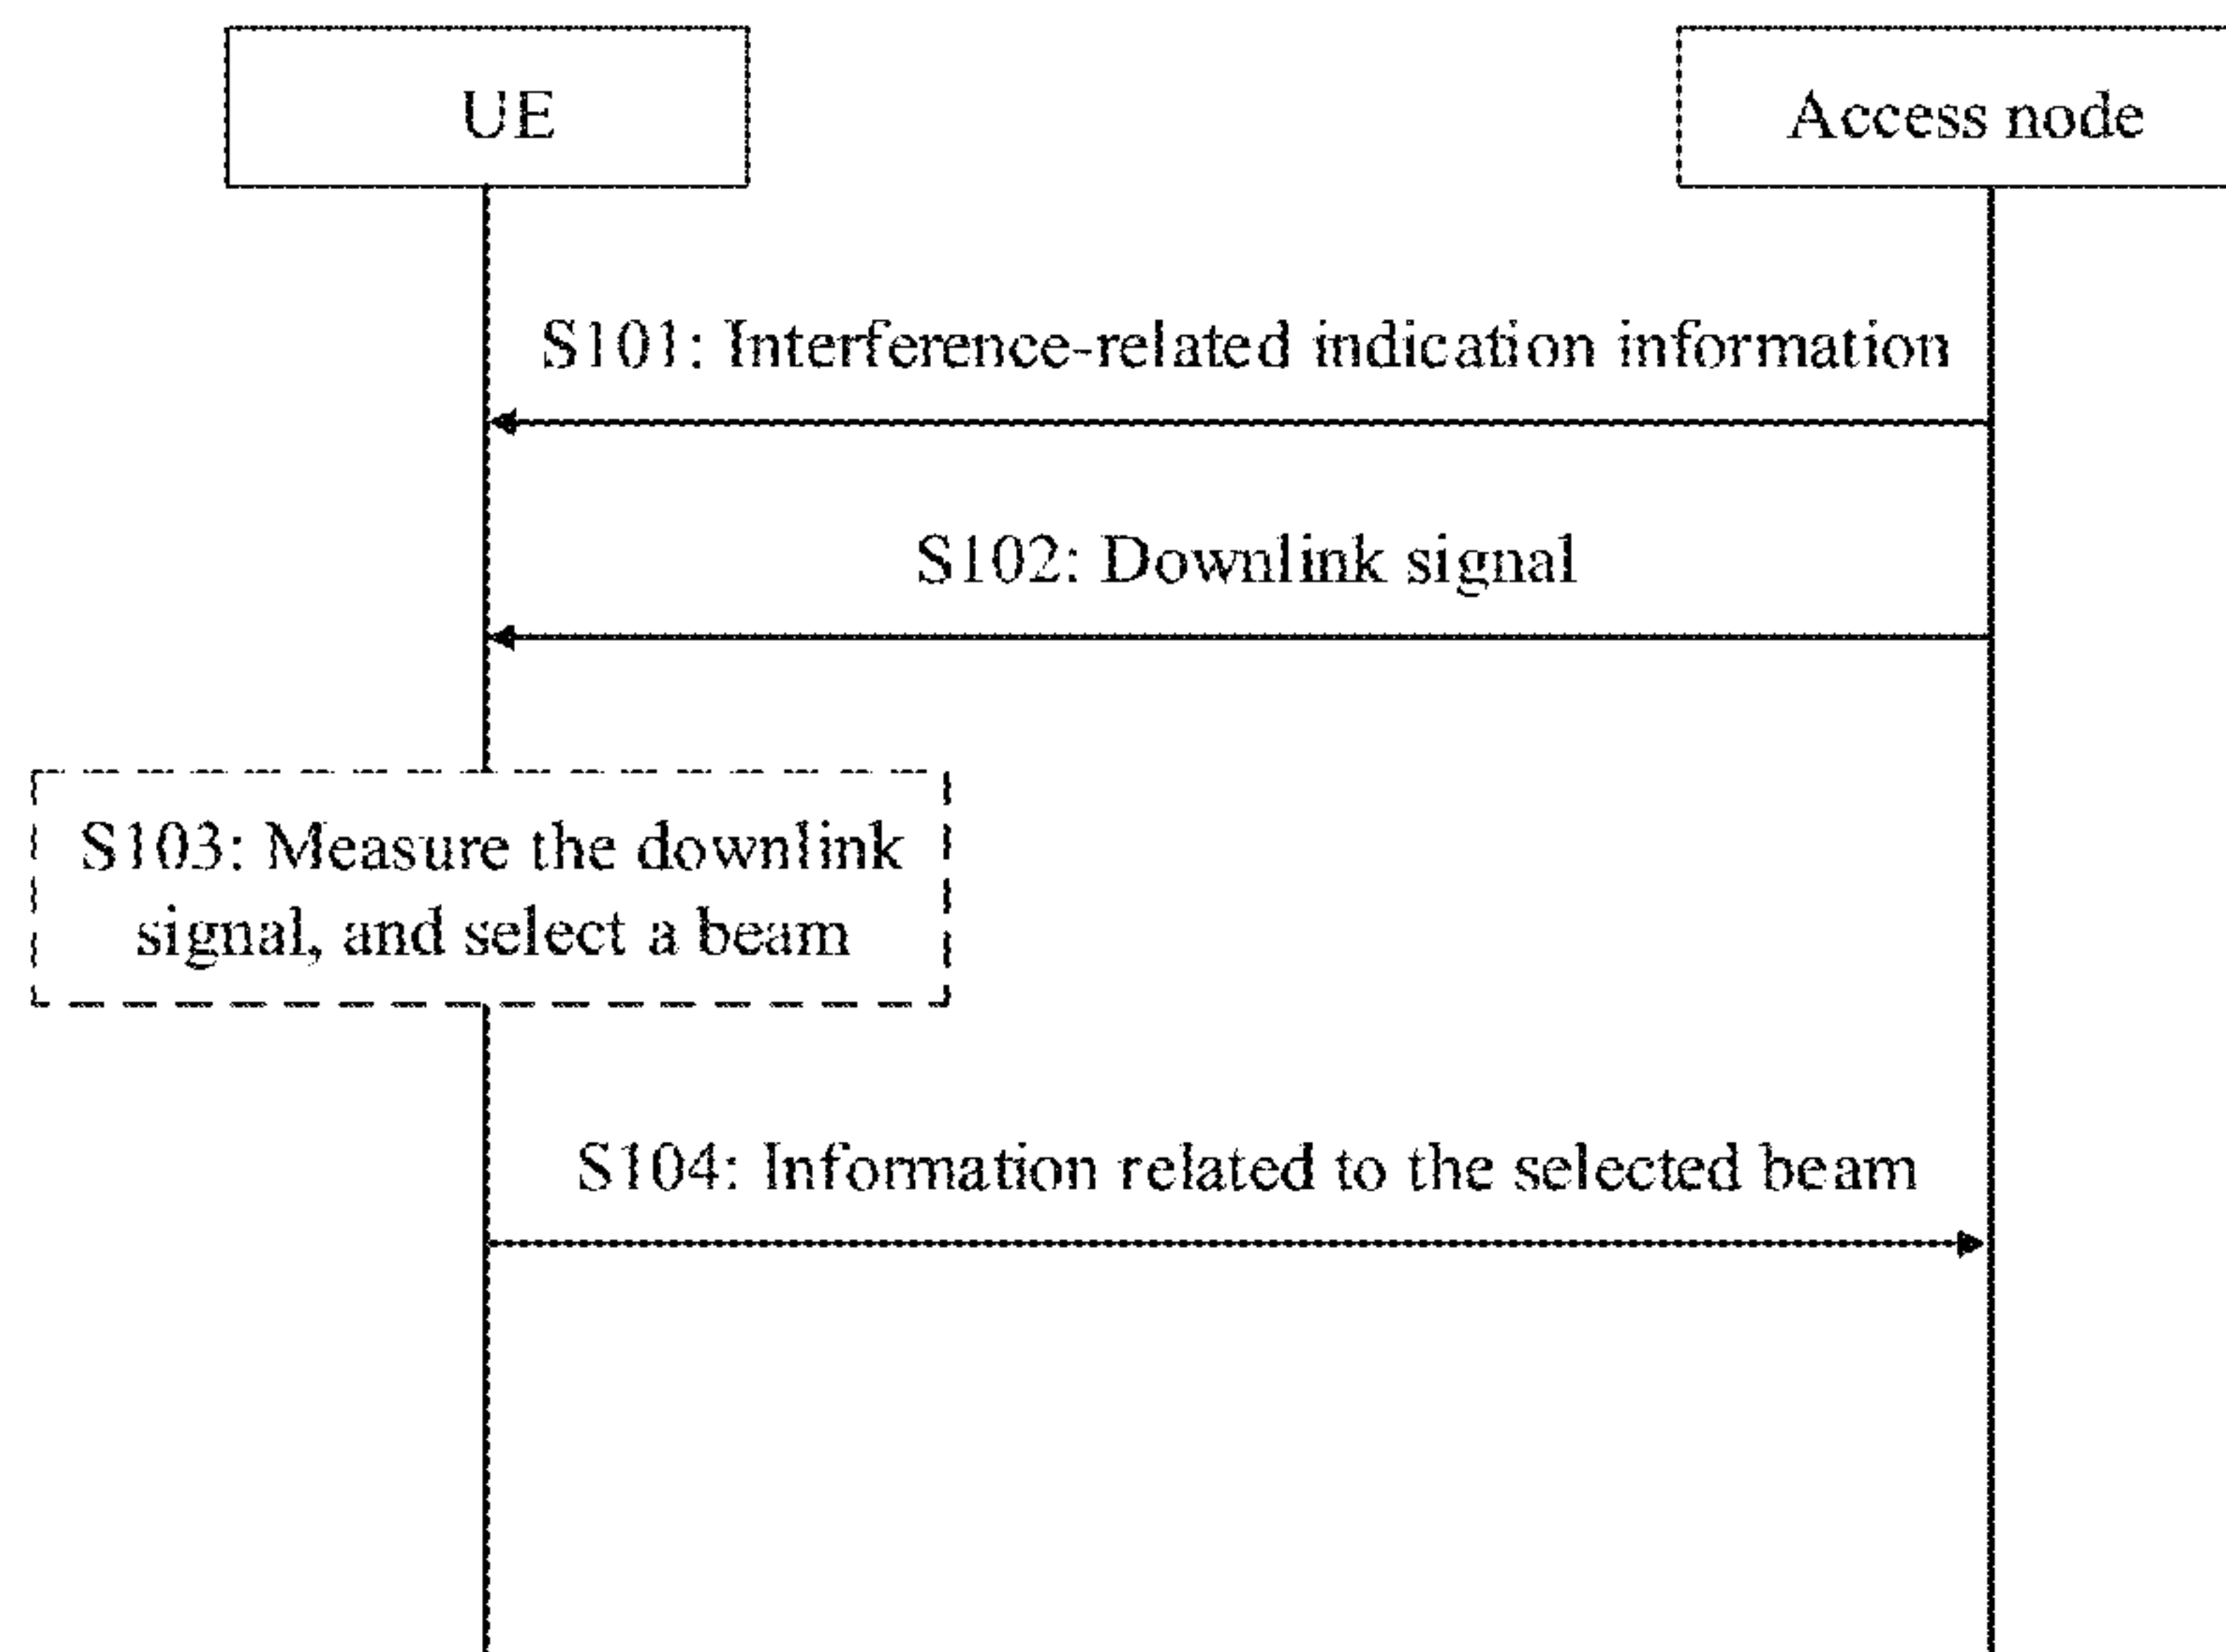 UE
Access node
S101: Interference-related indication information
S102: Downlink signal
S103: Measure the downlink
signal, and select a beam
S104: Information related to the selected beam